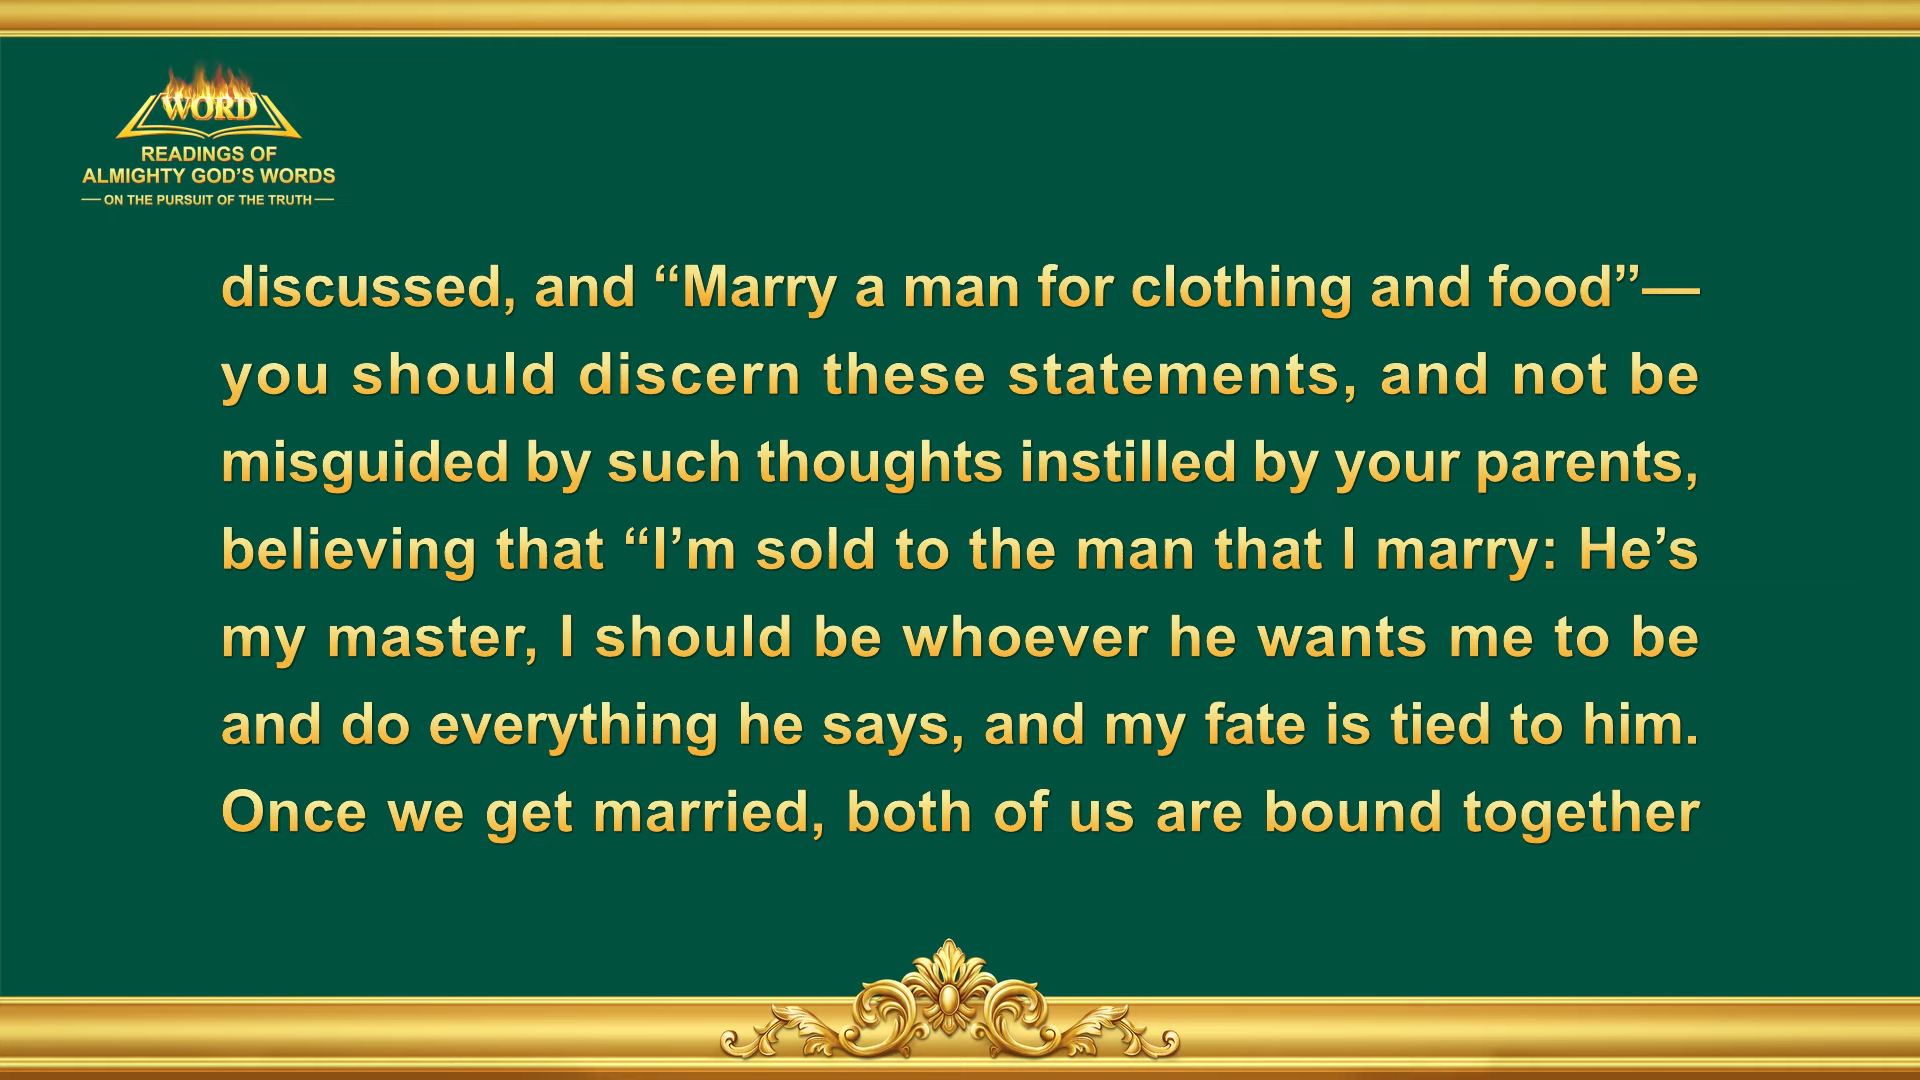 WORD
READINGS OF
ALMIGHTY GOD’S WORDS
— ON THE PURSUIT OF THE TRUTH —
discussed, and “Marry a man for clothing and food”—
you should discern these statements, and not be
misguided by such thoughts instilled by your parents,
believing that “I’m sold to the man that I marry: He’s
my master, I should be whoever he wants me to be
and do everything he says, and my fate is tied to him.
Once we get married, both of us are bound together